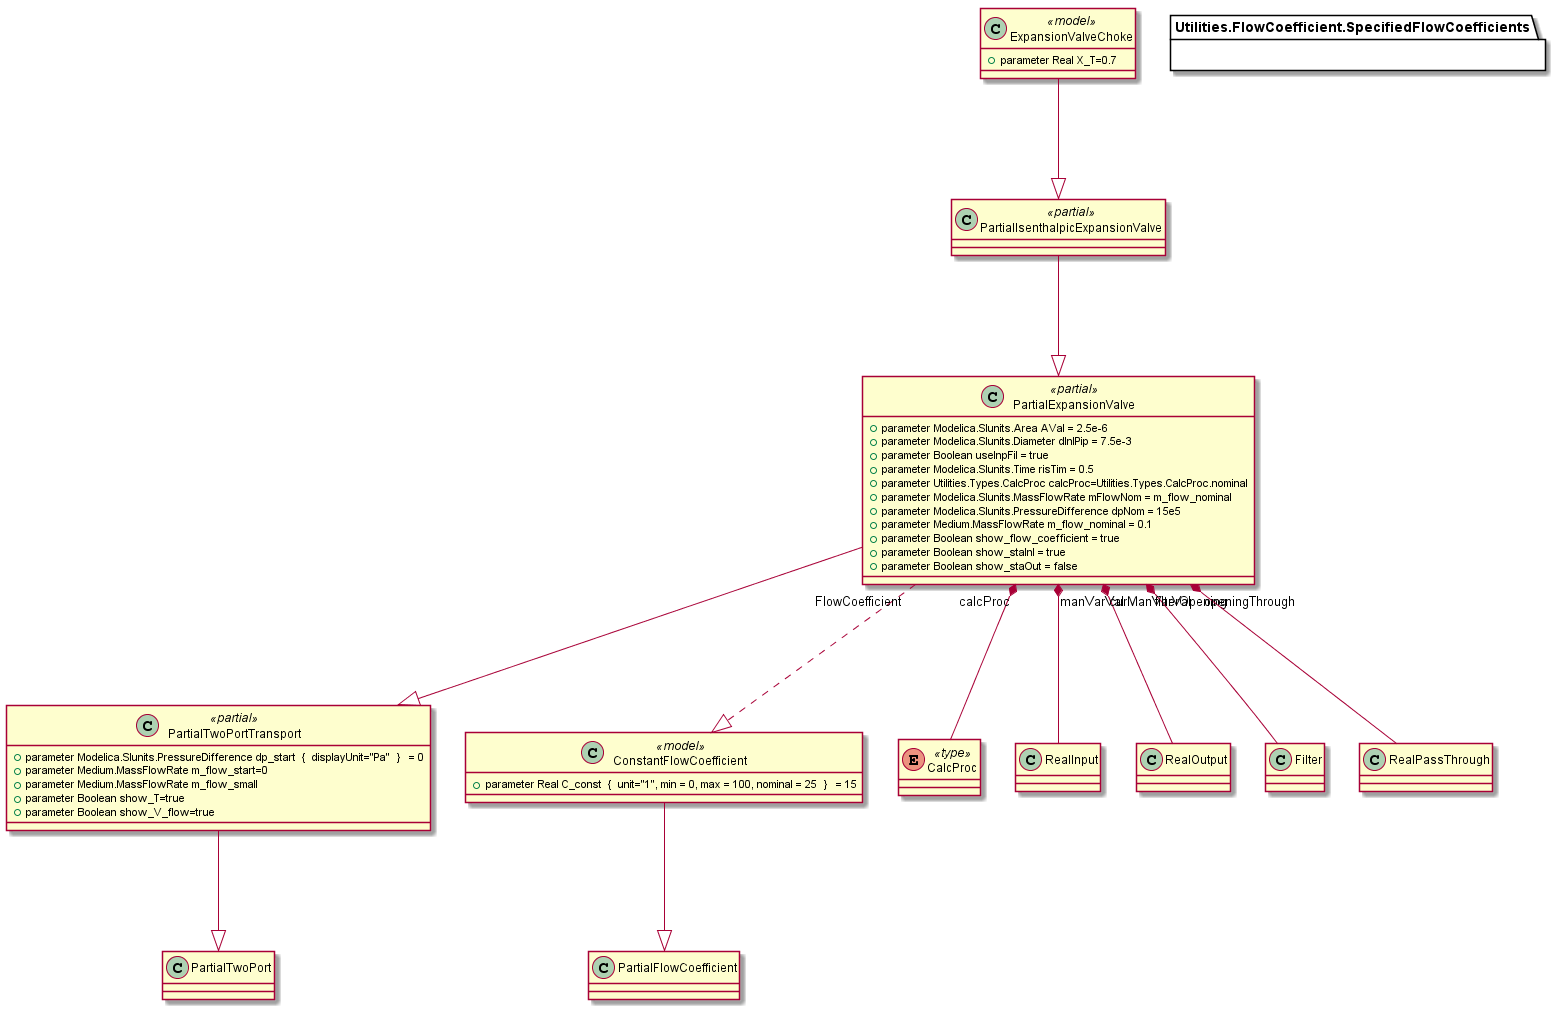 «model»
C
ExpansionValveChoke
parameter Real X_T=0.7
Utilities.FlowCoefficient.SpecifiedFlowCoefficients
«partial»
C
PartialIsenthalpicExpansionValve
«partial»
C
PartialExpansionValve
parameter Modelica.SIunits.Area AVal = 2.5e-6
parameter Modelica.SIunits.Diameter dInlPip = 7.5e-3
parameter Boolean useInpFil = true
parameter Modelica.SIunits.Time risTim = 0.5
parameter Utilities.Types.CalcProc calcProc=Utilities.Types.CalcProc.nominal
parameter Modelica.SIunits.MassFlowRate mFlowNom = m_flow_nominal
parameter Modelica.SIunits.PressureDifference dpNom = 15e5
parameter Medium.MassFlowRate m_flow_nominal = 0.1
parameter Boolean show_flow_coefficient = true
parameter Boolean show_staInl = true
parameter Boolean show_staOut = false
FlowCoefficient
calcProc
manVarVal
curManVarVal
openingThrough
«partial»
C
PartialTwoPortTransport
parameter Modelica.SIunits.PressureDifference dp_start { displayUnit="Pa" } = 0
parameter Medium.MassFlowRate m_flow_start=0
parameter Medium.MassFlowRate m_flow_small
parameter Boolean show_T=true
parameter Boolean show_V_flow=true
«model»
C
ConstantFlowCoefficient
parameter Real C_const { unit="1", min = 0, max = 100, nominal = 25 } = 15
«type»
E
CalcProc
C RealInput
C RealOutput
C Filter
C RealPassThrough
C PartialTwoPort
C PartialFlowCoefficient